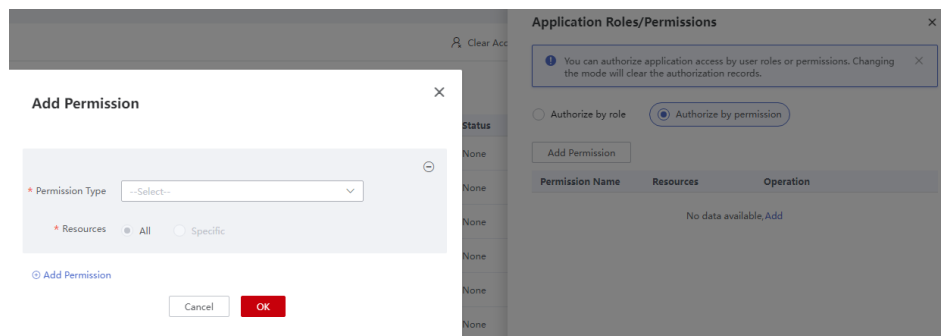 Application Roles/Permissions
Clear Acc
You can authorize application access by user roles or permissions. Changing
the mode will clear the authorization records.
Add Permission
Authorize by role
Authorize by permission
Status
None
Add Permission
Permission Name Resources Operation
* Permission Type
--Select--
None
No data available,Add
* Resources
All
Specific
None
None
Add Permission
None
Cancel
OK
None